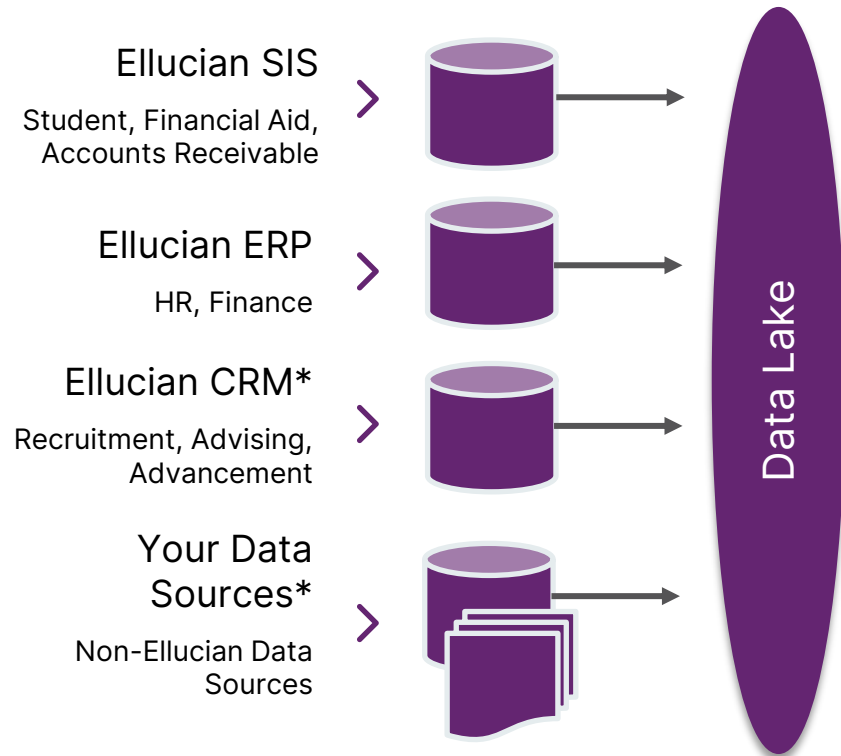 Ellucian SIS
Student, Financial Aid,
Accounts Receivable
Ellucian ERP
HR, Finance
Ellucian CRM*
Recruitment, Advising,
Advancement
Your Data
Sources*
Non-Ellucian Data
Sources
Data Lake